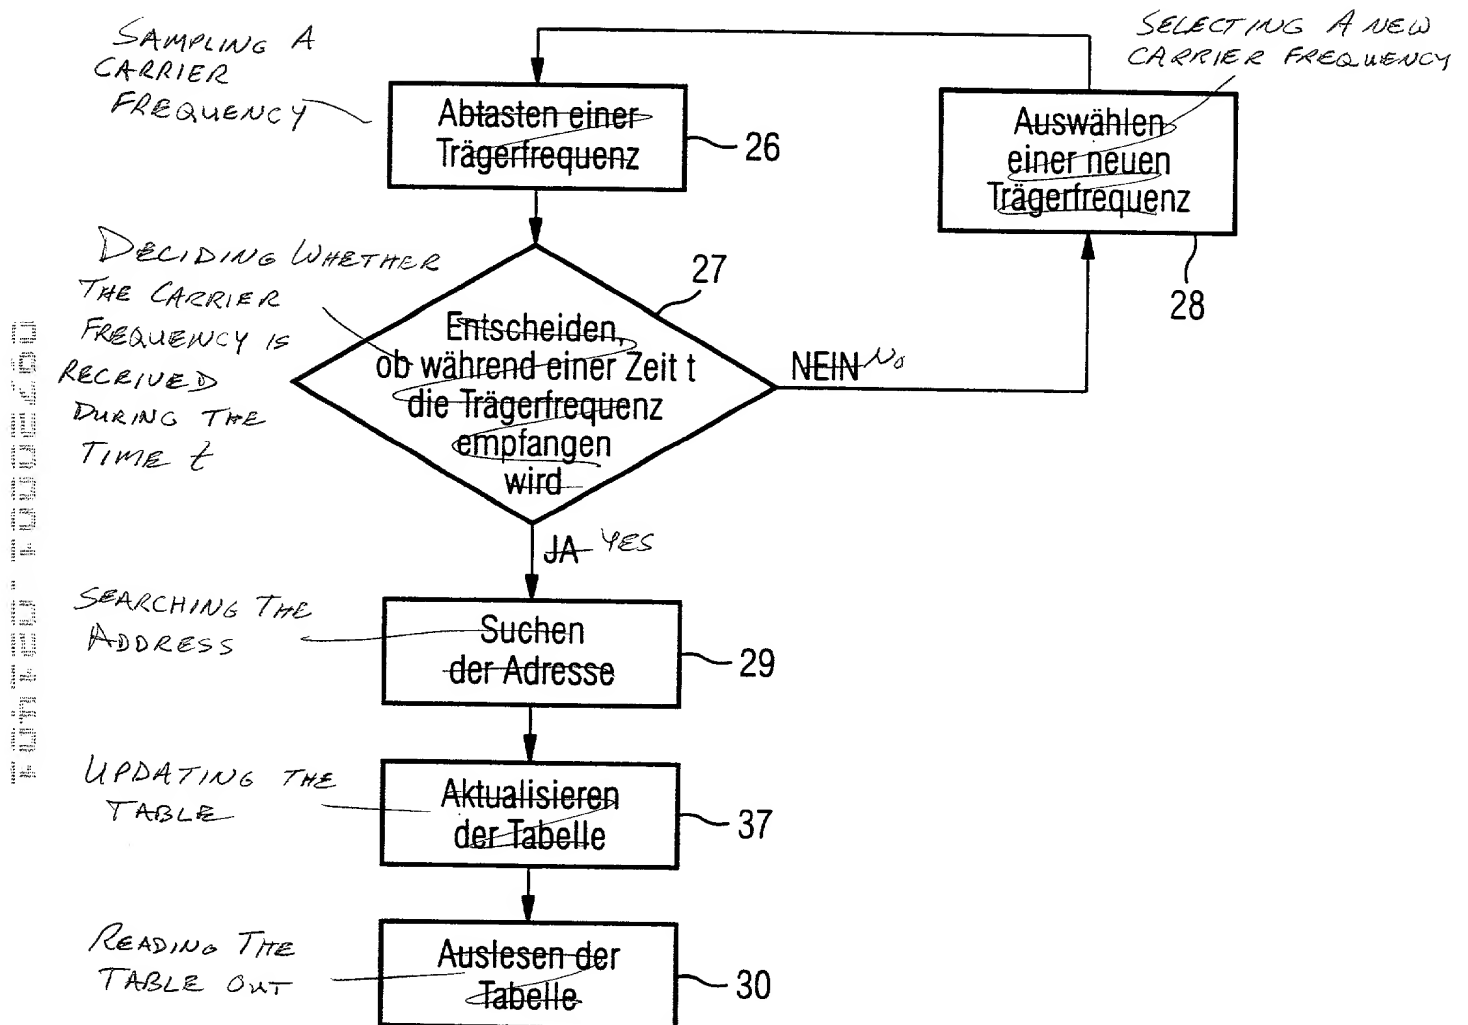 SAMPLING A
CARRIER
FREQUENCY
SELECTING A NEW
CARRIER FREQUENCY
Abtasten einer
Trägerfrequenz
26
Auswählen
einer neuen
Trägerfrequenz
28
DECIDING WHETHER
THE CARRIER
FREQUENCY IS
RECEIVED
DURING THE
TIME t
27
Entscheiden,
ob während einer Zeit t
die Trägerfrequenz
empfangen
wird
NEIN No
JA YES
SEARCHING THE
ADDRESS
Suchen
der Adresse
29
UPDATING THE
TABLE
Aktualisieren
der Tabelle
37
READING THE
TABLE OUT
Auslesen der
Tabelle
30